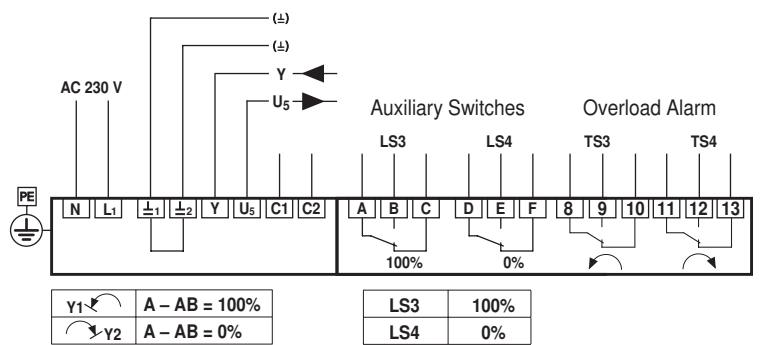 (⊥)
(⊥)
AC 230 V
Y
U5
Auxiliary Switches Overload Alarm
LS3 LS4 TS3 TS4
PE
N L1 ⊥1 ⊥2 Y U5 C1 C2 A B C D E F 8 9 10 11 12 13
100% 0%
Y1 A – AB = 100%
Y2 A – AB = 0%
LS3 100%
LS4 0%